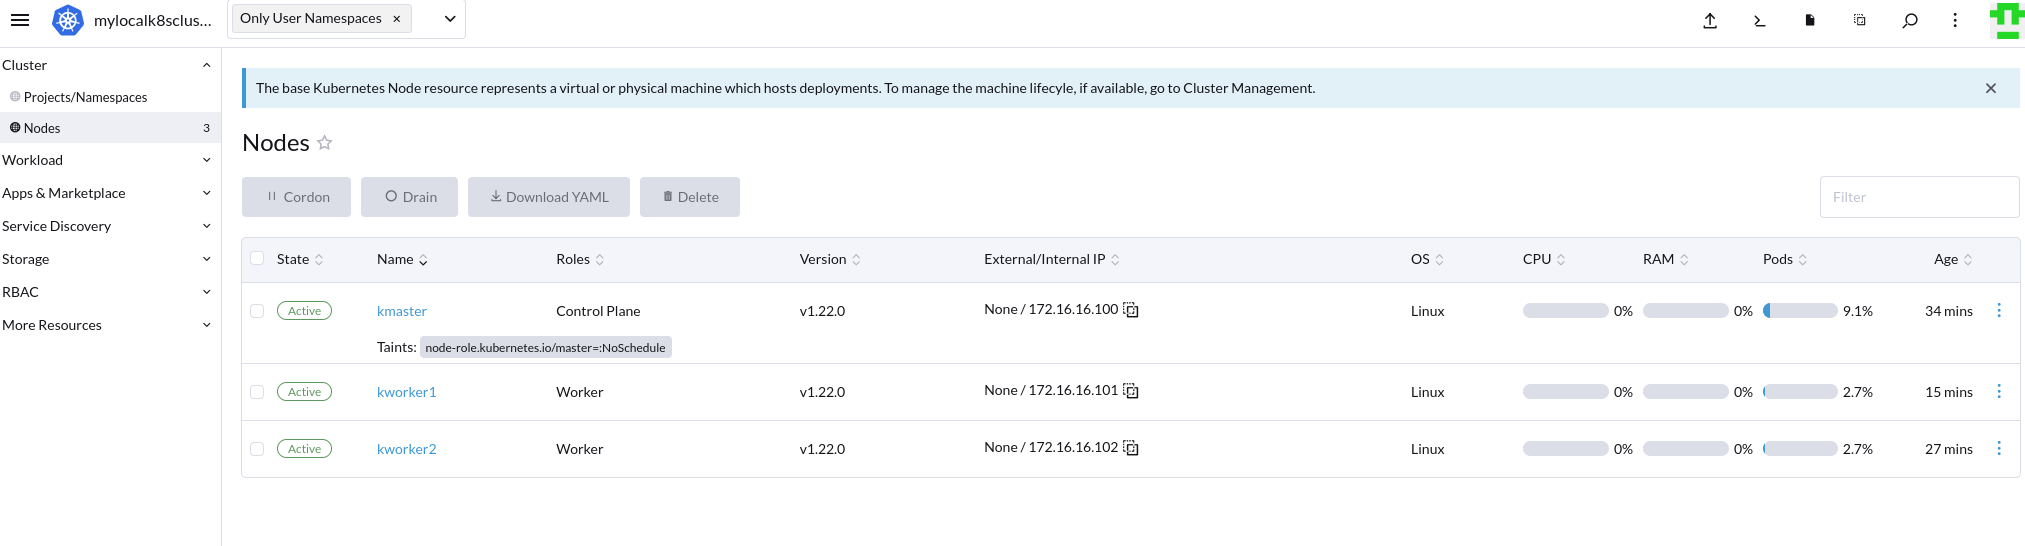 mylocalk8sclus...
Only User Namespaces ×
Cluster
Projects/Namespaces
Nodes 3
Workload
Apps & Marketplace
Service Discovery
Storage
RBAC
More Resources
The base Kubernetes Node resource represents a virtual or physical machine which hosts deployments. To manage the machine lifecyle, if available, go to Cluster Management.
Nodes
Cordon Drain Download YAML Delete Filter
State Name Roles Version External/Internal IP OS CPU RAM Pods Age
Active kmaster Control Plane v1.22.0 None / 172.16.16.100 Linux 0% 0% 9.1% 34 mins
Taints: node-role.kubernetes.io/master=:NoSchedule
Active kworker1 Worker v1.22.0 None / 172.16.16.101 Linux 0% 0% 2.7% 15 mins
Active kworker2 Worker v1.22.0 None / 172.16.16.102 Linux 0% 0% 2.7% 27 mins